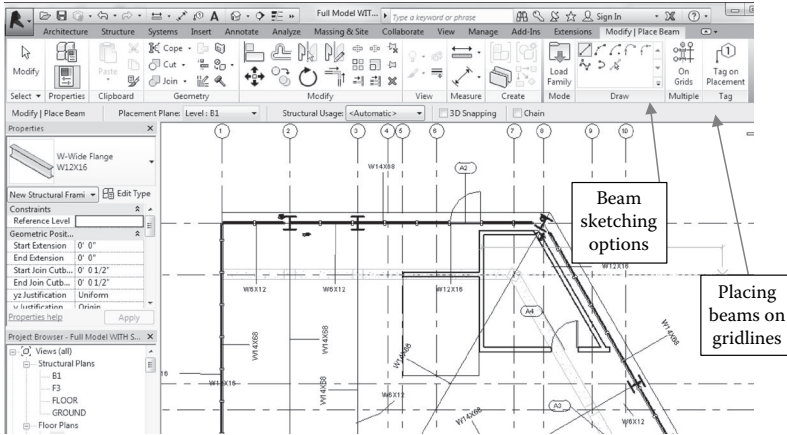 Full Model WIT...
Type a keyword or phrase
Sign In
Architecture Structure Systems Insert Annotate Analyze Massing & Site Collaborate View Manage Add-Ins Extensions Modify | Place Beam
Modify
Paste
Cope
Cut
Join
Load Family
On Grids
Tag on Placement
Select Properties Clipboard Geometry Modify View Measure Create Mode Draw Multiple Tag
Modify | Place Beam Placement Plane: Level : B1 Structural Usage: <Automatic> 3D Snapping Chain
Properties
W-Wide Flange
W12X16
New Structural Frami Edit Type
Constraints
Reference Level
Geometric Posit...
Start Extension 0' 0"
End Extension 0' 0"
Start Join Cutb... 0' 0 1/2"
End Join Cutb... 0' 0 1/2"
yz Justification Uniform
y Justification Origin
Properties help Apply
Project Browser - Full Model WITH S...
Views (all)
Structural Plans
B1
F3
FLOOR
GROUND
Floor Plans
1 2 3 4 5 6 7 8 9 10
W14X68
A2
W12X16
W6X12
W6X12
W12X16
A4
W14X68
W14X68
W14X68
W14X68
W14X68
W6X12
W14X68
A3
W6X12
Beam
sketching
options
Placing
beams on
gridlines